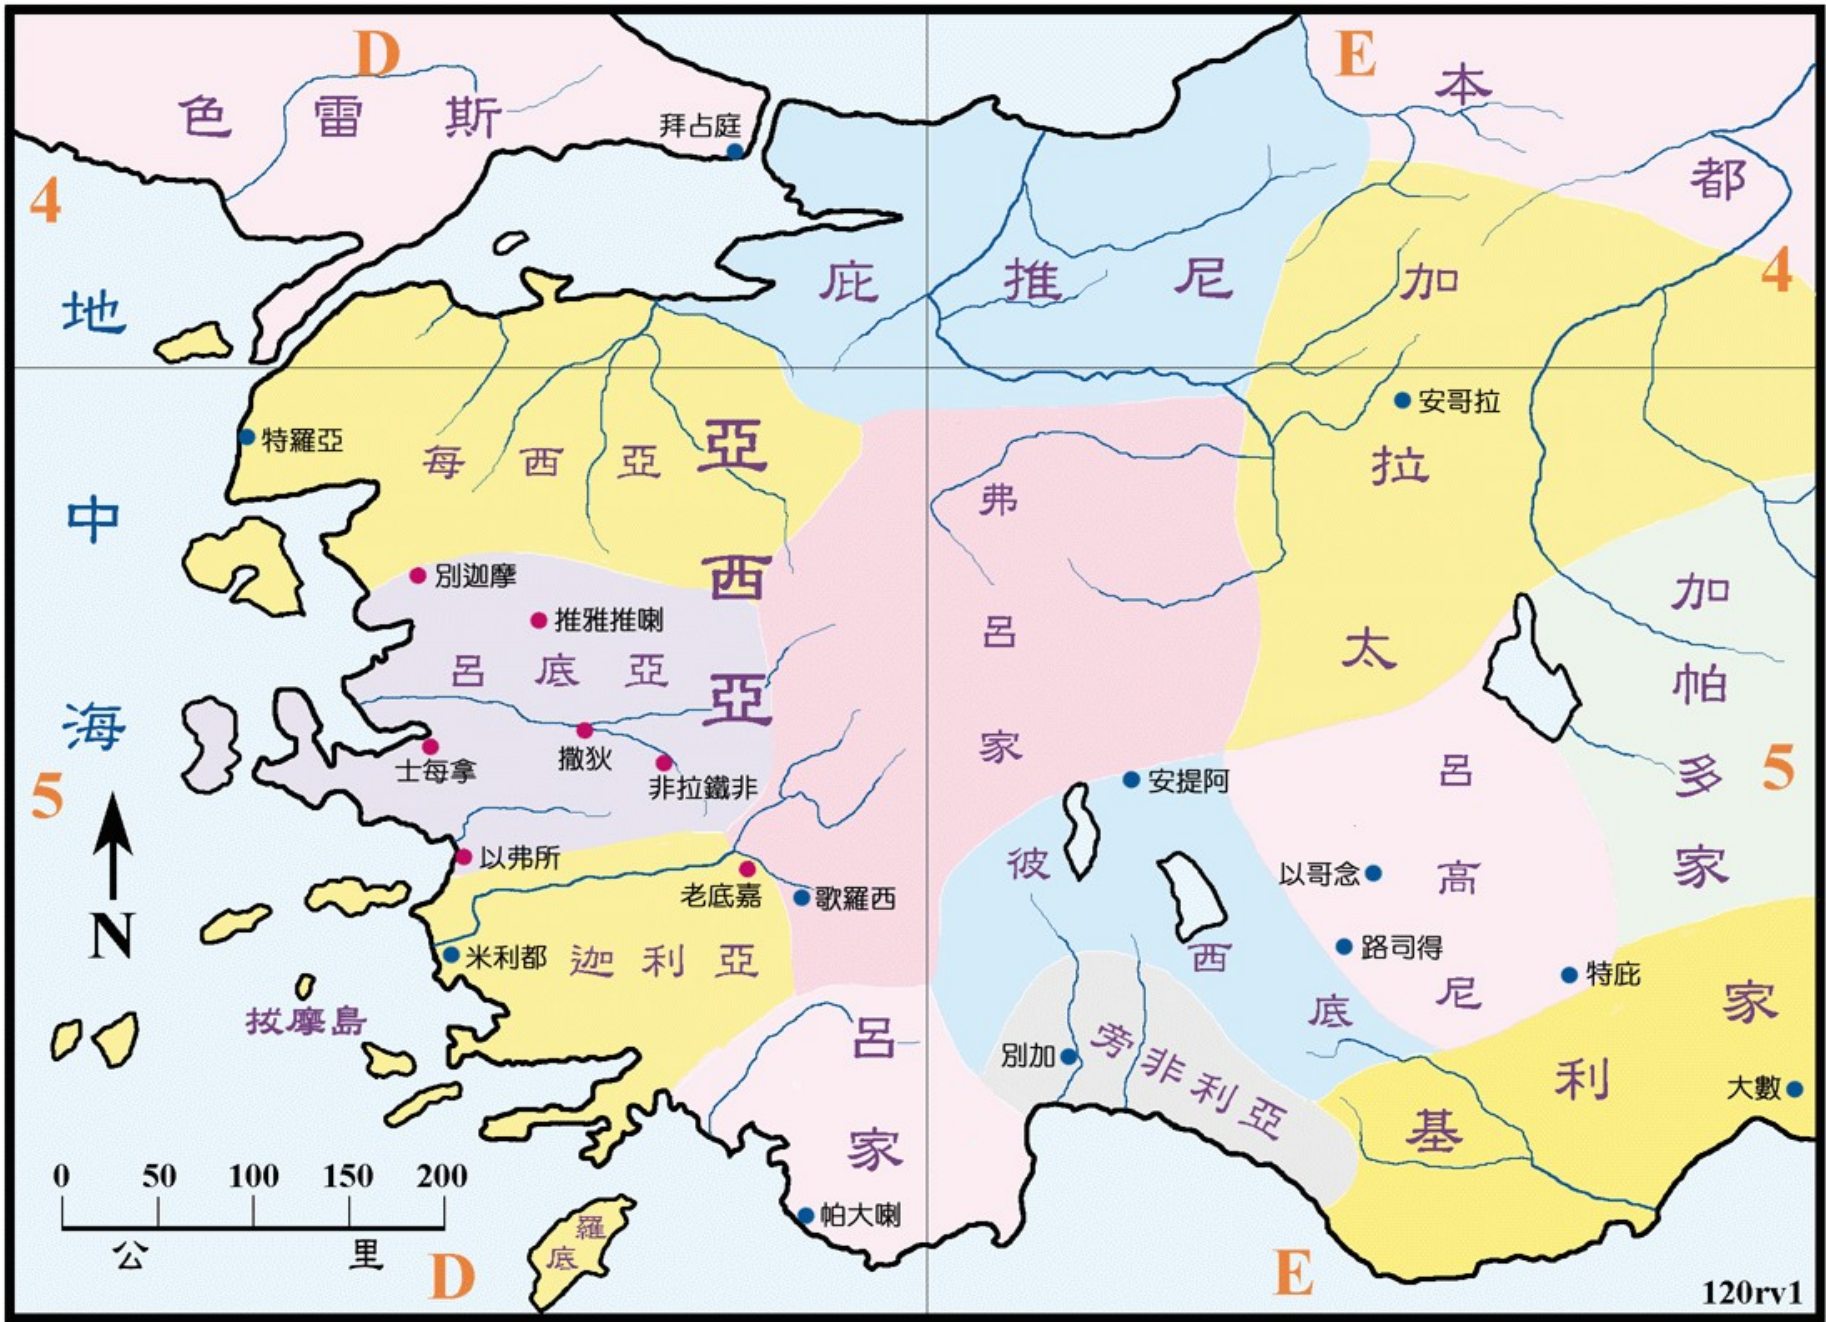 D
E
色雷斯
本都
拜占庭
4
4
地中海
庇推尼
加拉太
特羅亞
每西亞
亞西亞
安哥拉
弗呂家
加帕多家
別迦摩
推雅推喇
呂底亞
士每拿
撒狄
非拉鐵非
5
5
安提阿
呂高尼
以弗所
老底嘉
歌羅西
彼西底
以哥念
路司得
特庇
N
米利都
迦利亞
拔摩島
呂家
別加
旁非利亞
基利家
大數
帕大喇
羅底
0 50 100 150 200
公里
D
E
120rv1